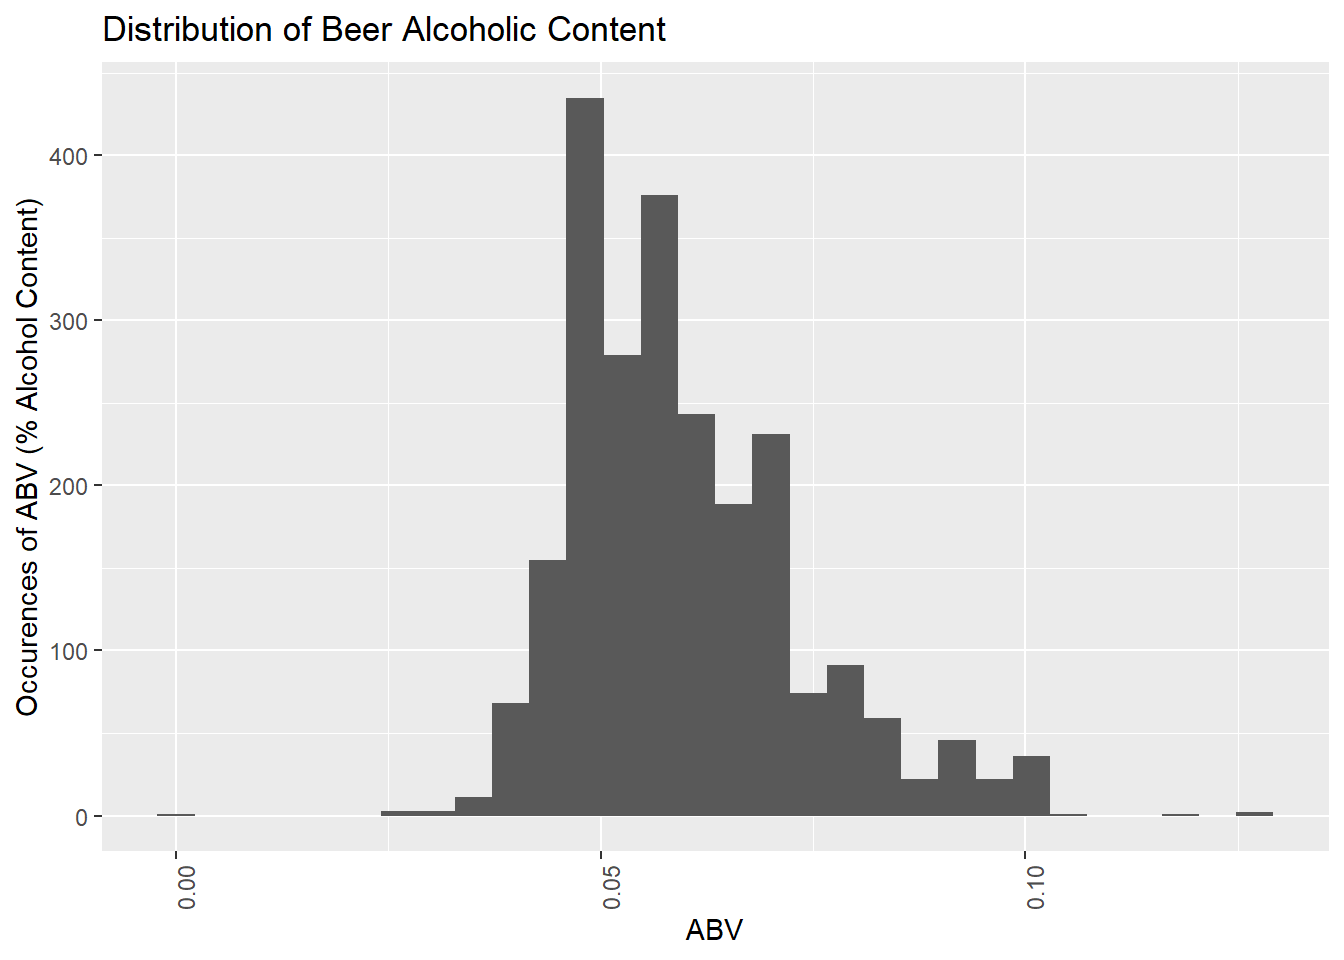 Distribution of Beer Alcoholic Content
Occurences of ABV (% Alcohol Content)
400
300
200
100
0
0.00
0.05
0.10
ABV